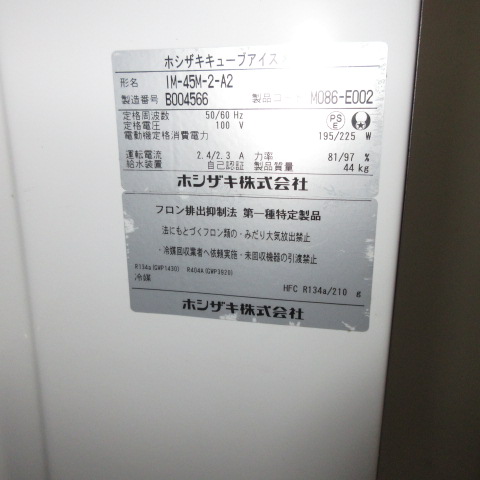 ホシザキキューブアイス
形名 IM-45M-2-A2
製造番号 B004566 製品コー M086-E002
定格周波数 50/60 Hz
定格電圧 100 V
電動機定格消費電力 195/225 W
PS E
運転電流 2.4/2.3 A 力率 81/97 %
給水装置 自己認証 製品質量 44 kg
ホシザキ株式会社
フロン排出抑制法 第一種特定製品
法にもとづくフロン類の・みだり大気放出禁止
・冷媒回収業者へ依頼実施・未回収機器の引渡禁止
R134a(GWP1430) R404A(GWP3920)
冷媒 HFC R134a/210 g
ホシザキ株式会社